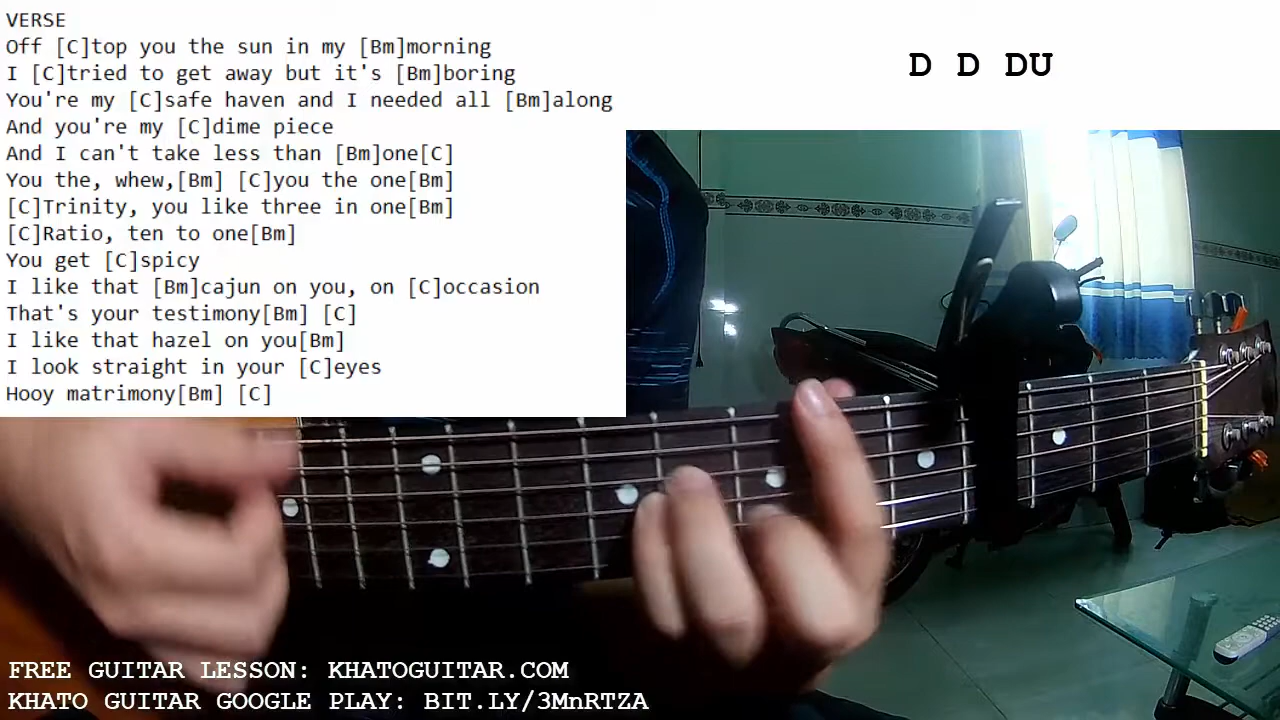 VERSE
Off [C]top you the sun in my [Bm]morning
I [C]tried to get away but it's [Bm]boring
You're my [C]safe haven and I needed all [Bm]along
And you're my [C]dime piece
And I can't take less than [Bm]one[C]
You the, whew,[Bm] [C]you the one[Bm]
[C]Trinity, you like three in one[Bm]
[C]Ratio, ten to one[Bm]
You get [C]spicy
I like that [Bm]cajun on you, on [C]occasion
That's your testimony[Bm] [C]
I like that hazel on you[Bm]
I look straight in your [C]eyes
Hooy matrimony[Bm] [C]
D D DU
FREE GUITAR LESSON: KHATOGUITAR.COM
KHATO GUITAR GOOGLE PLAY: BIT.LY/3MnRTZA